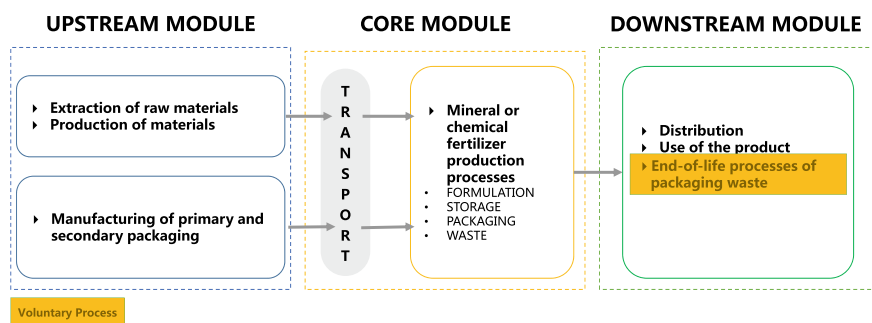 UPSTREAM MODULE
CORE MODULE
DOWNSTREAM MODULE
Extraction of raw materials
Production of materials
Manufacturing of primary and
secondary packaging
TRANSPORT
Mineral or
chemical
fertilizer
production
processes
• FORMULATION
• STORAGE
• PACKAGING
• WASTE
Distribution
Use of the product
End-of-life processes of
packaging waste
Voluntary Process